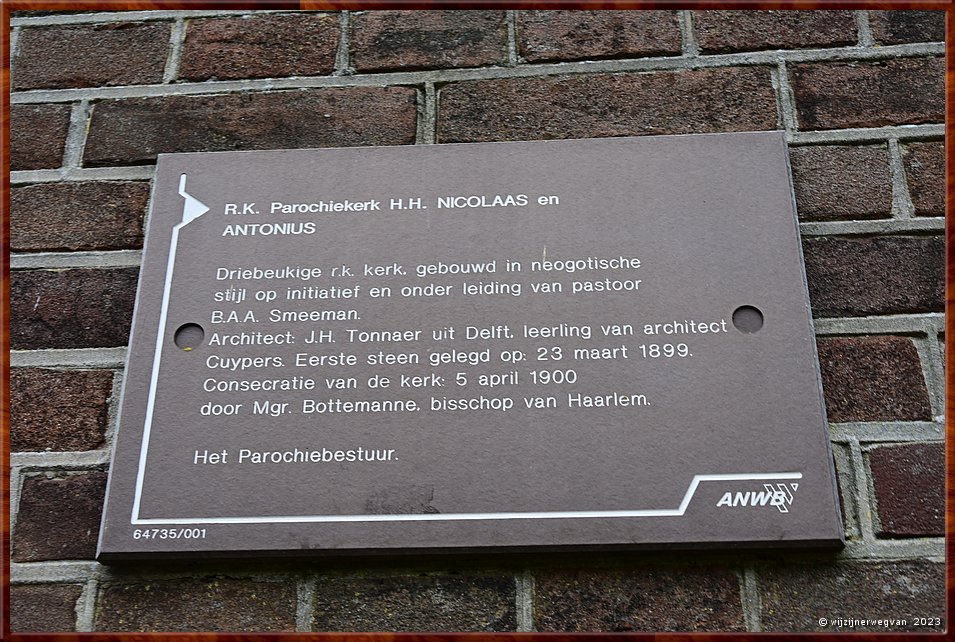 R.K. Parochiekerk H.H. NICOLAAS en
ANTONIUS
Driebeukige r.k. kerk, gebouwd in neogotische
stijl op initiatief en onder leiding van pastoor
B.A.A. Smeeman.
Architect: J.H. Tonnaer uit Delft, leerling van architect
Cuypers. Eerste steen gelegd op: 23 maart 1899.
Consecratie van de kerk: 5 april 1900
door Mgr. Bottemanne, bisschop van Haarlem.
Het Parochiebestuur.
ANWB
64735/001
© wijzijnerwegvan 2023